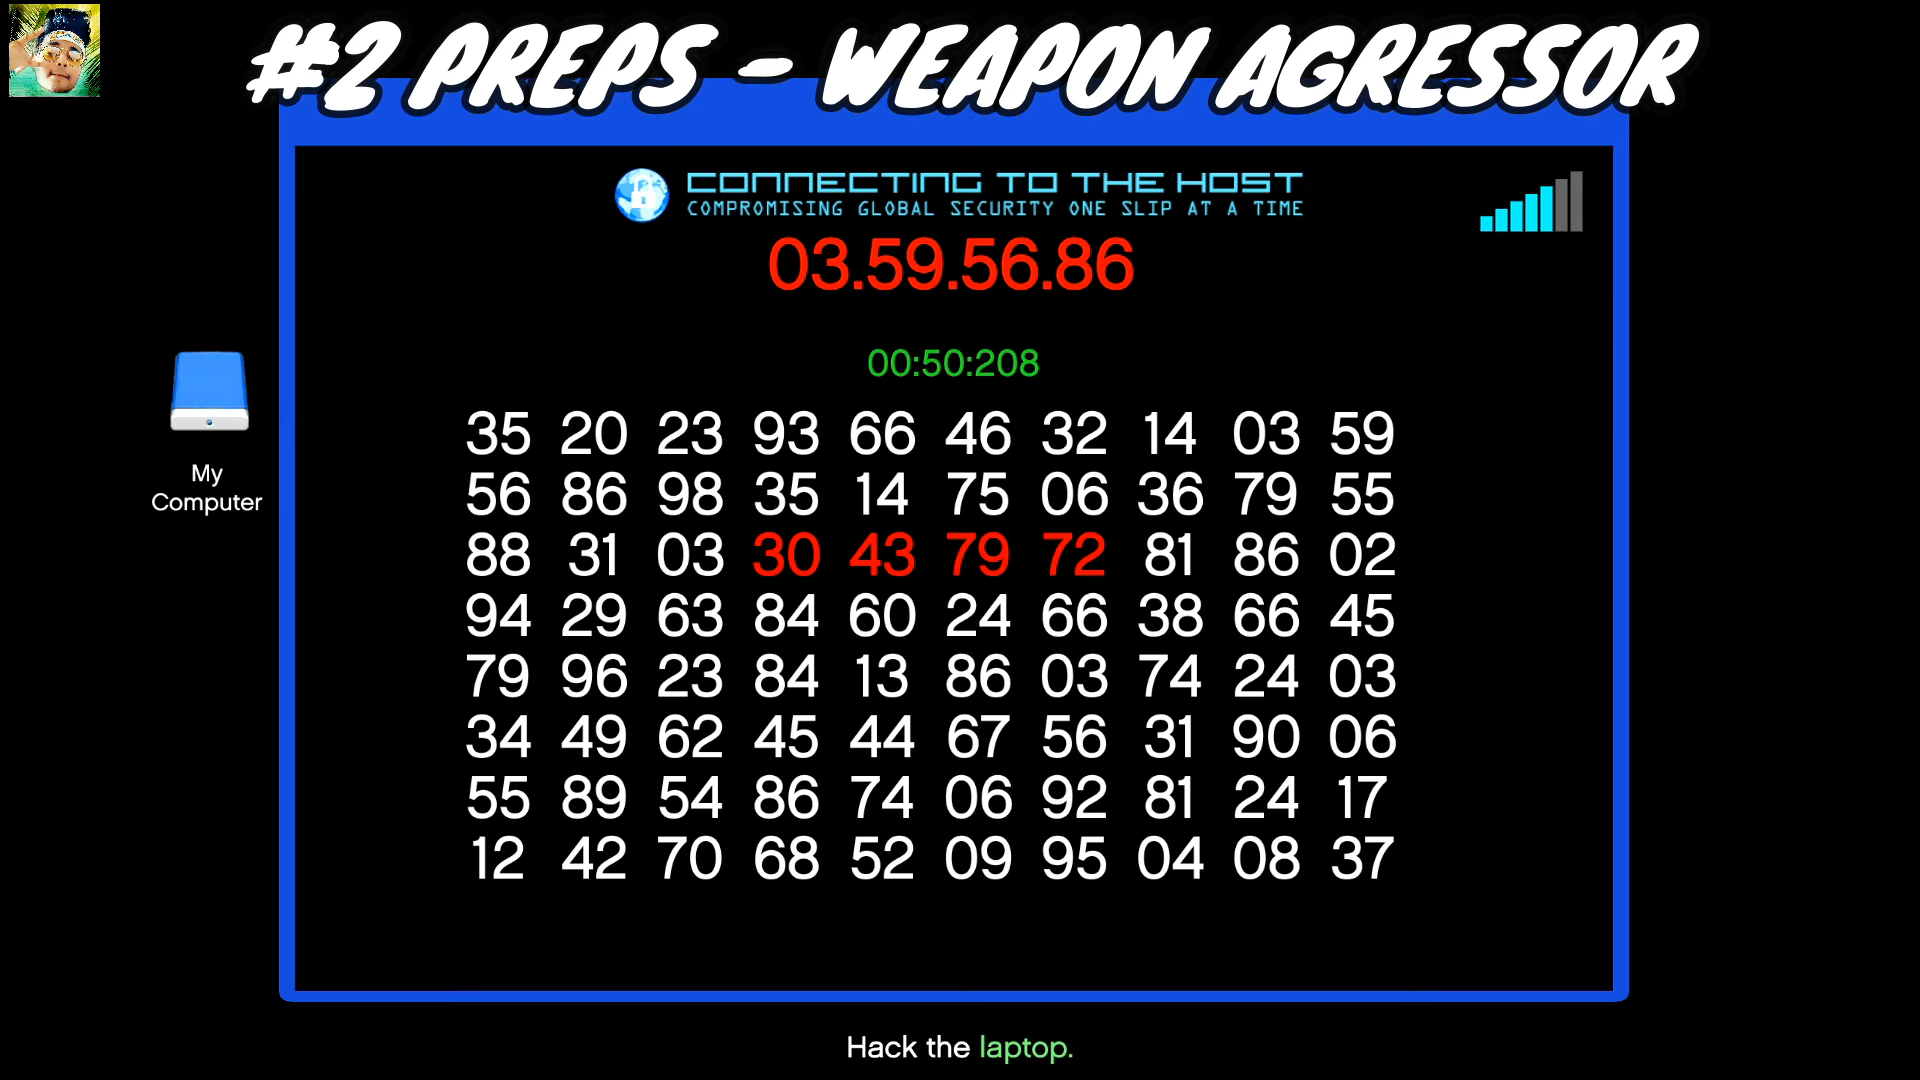 #2 PREPS - WEAPON AGRESSOR
CONNECTING TO THE HOST
COMPROMISING GLOBAL SECURITY ONE SLIP AT A TIME
03.59.56.86
00:50:208
35 20 23 93 66 46 32 14 03 59
56 86 98 35 14 75 06 36 79 55
88 31 03 30 43 79 72 81 86 02
94 29 63 84 60 24 66 38 66 45
79 96 23 84 13 86 03 74 24 03
34 49 62 45 44 67 56 31 90 06
55 89 54 86 74 06 92 81 24 17
12 42 70 68 52 09 95 04 08 37
My
Computer
Hack the laptop.